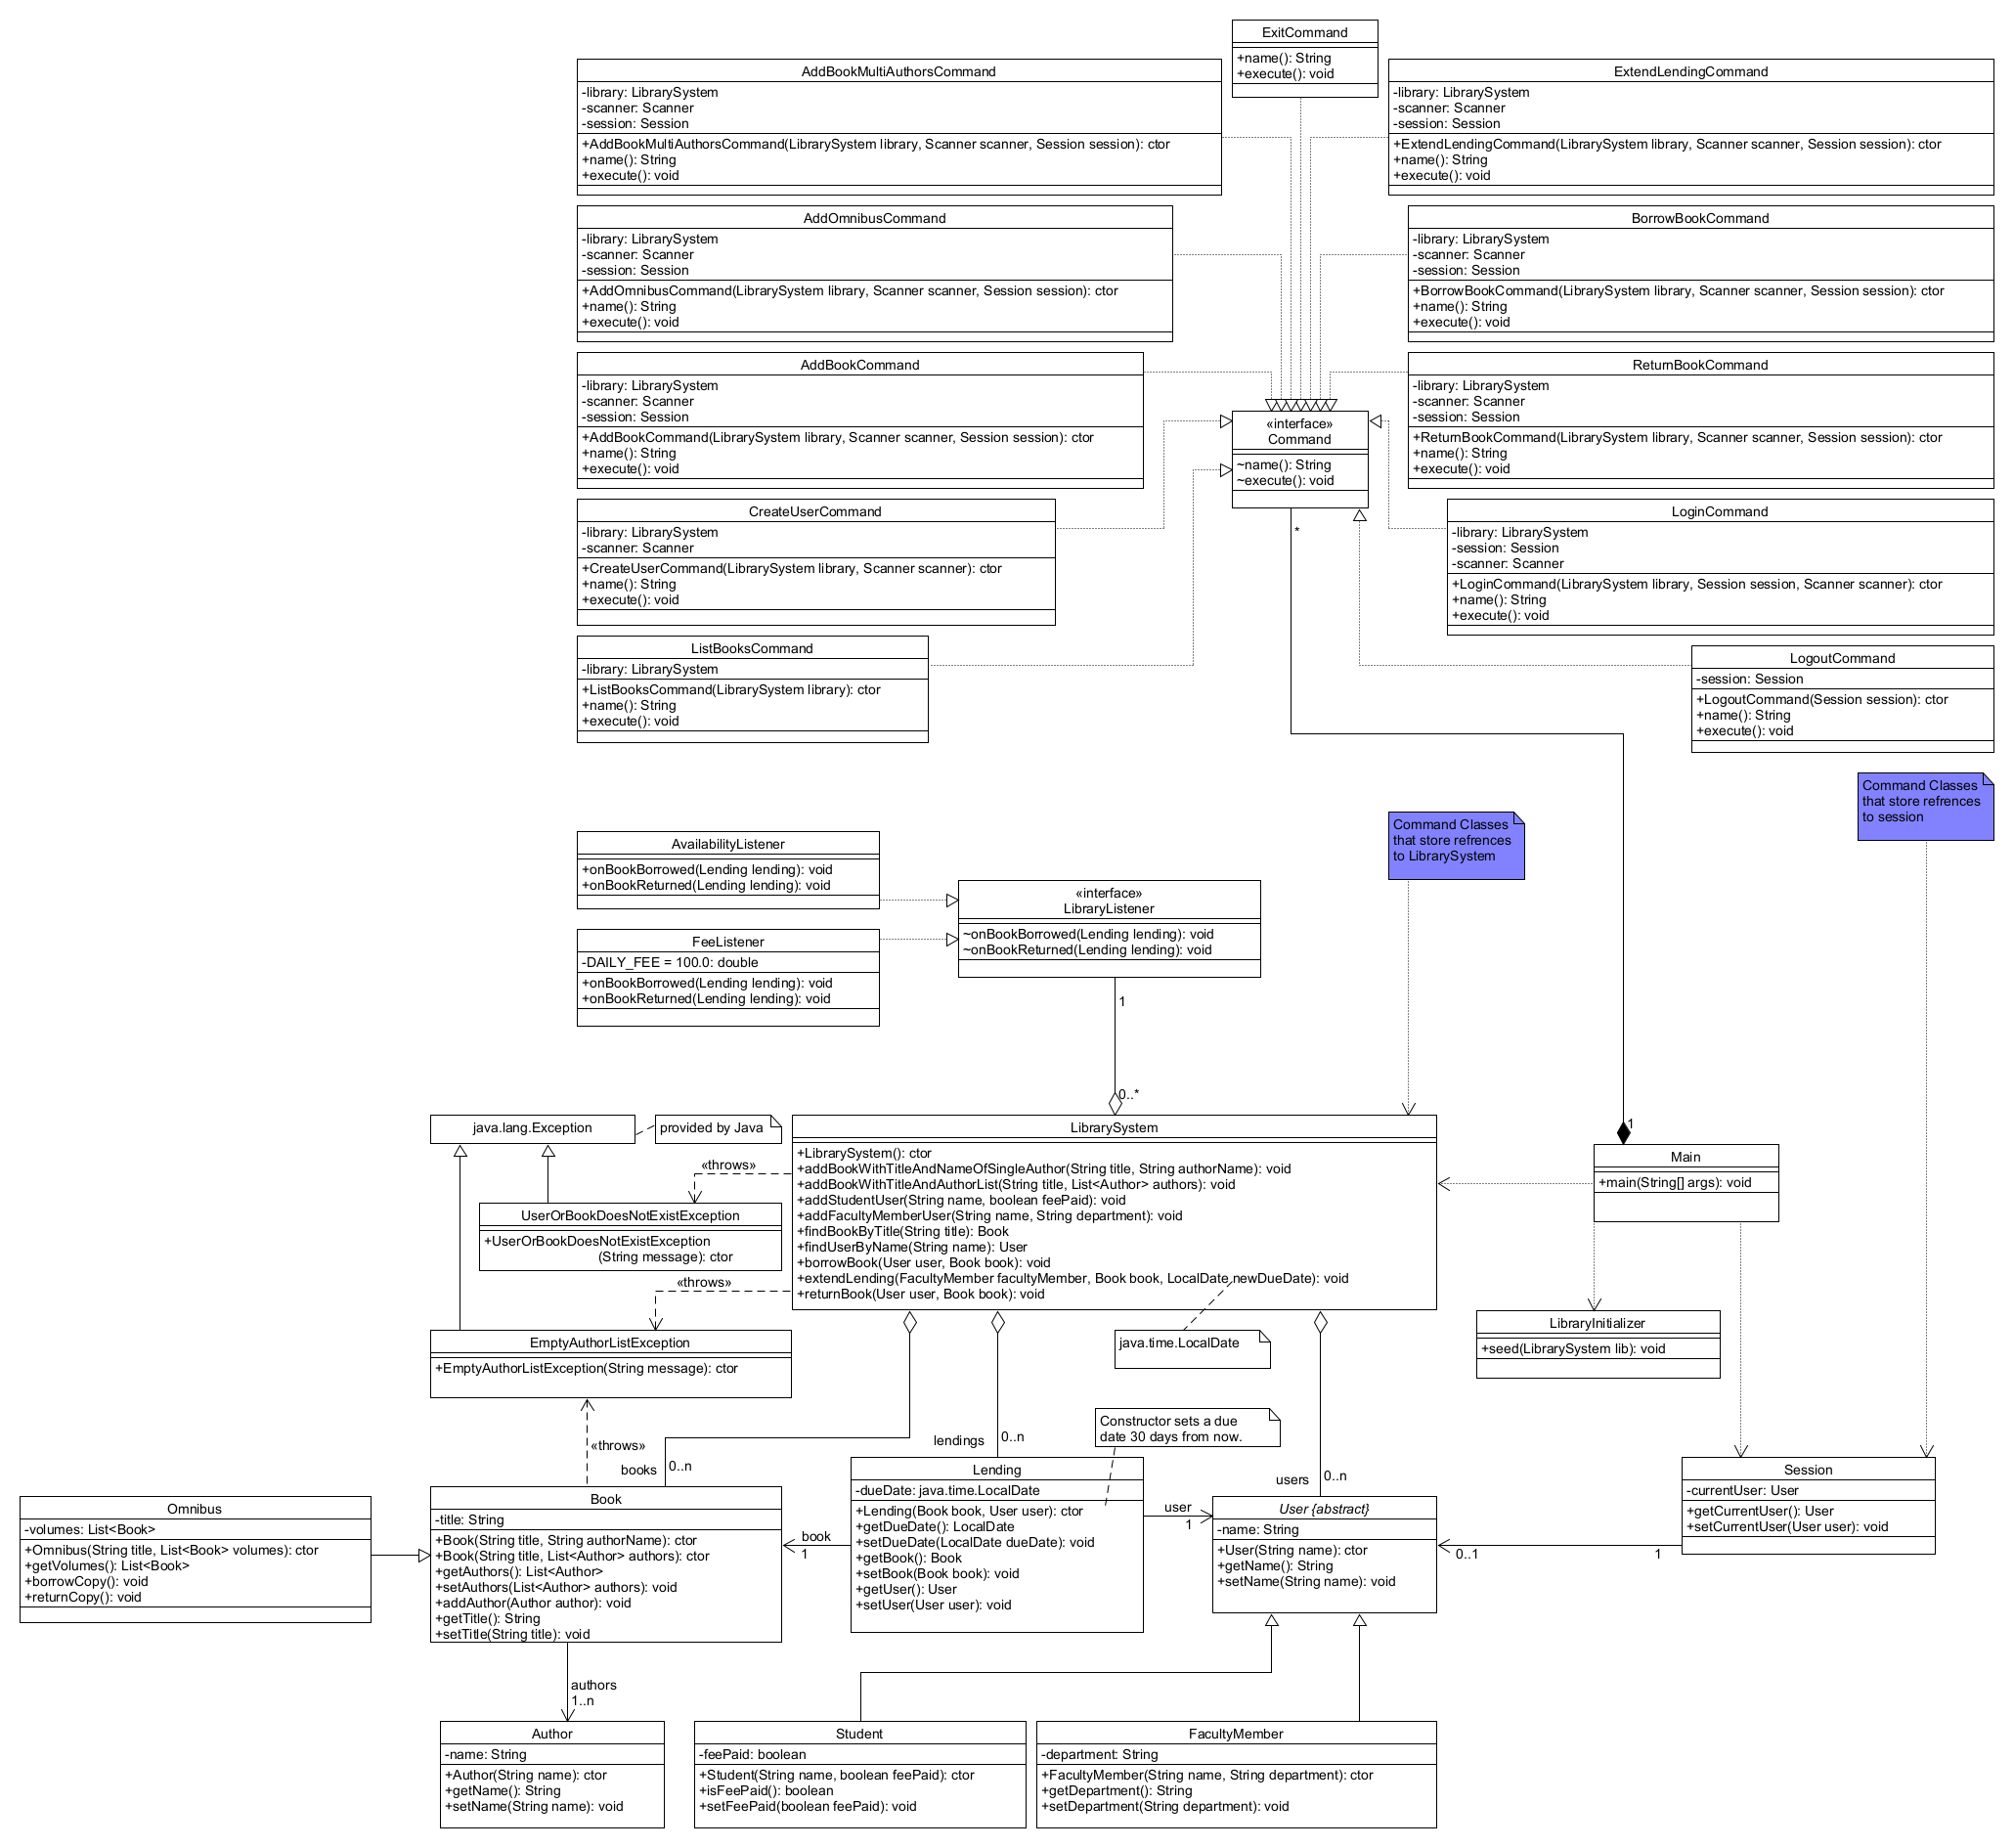 ExitCommand
+name(): String
+execute(): void
AddBookMultiAuthorsCommand
-library: LibrarySystem
-scanner: Scanner
-session: Session
+AddBookMultiAuthorsCommand(LibrarySystem library, Scanner scanner, Session session): ctor
+name(): String
+execute(): void
ExtendLendingCommand
-library: LibrarySystem
-scanner: Scanner
-session: Session
+ExtendLendingCommand(LibrarySystem library, Scanner scanner, Session session): ctor
+name(): String
+execute(): void
AddOmnibusCommand
-library: LibrarySystem
-scanner: Scanner
-session: Session
+AddOmnibusCommand(LibrarySystem library, Scanner scanner, Session session): ctor
+name(): String
+execute(): void
BorrowBookCommand
-library: LibrarySystem
-scanner: Scanner
-session: Session
+BorrowBookCommand(LibrarySystem library, Scanner scanner, Session session): ctor
+name(): String
+execute(): void
AddBookCommand
-library: LibrarySystem
-scanner: Scanner
-session: Session
+AddBookCommand(LibrarySystem library, Scanner scanner, Session session): ctor
+name(): String
+execute(): void
«interface»
Command
~name(): String
~execute(): void
*
ReturnBookCommand
-library: LibrarySystem
-scanner: Scanner
-session: Session
+ReturnBookCommand(LibrarySystem library, Scanner scanner, Session session): ctor
+name(): String
+execute(): void
CreateUserCommand
-library: LibrarySystem
-scanner: Scanner
+CreateUserCommand(LibrarySystem library, Scanner scanner): ctor
+name(): String
+execute(): void
LoginCommand
-library: LibrarySystem
-session: Session
-scanner: Scanner
+LoginCommand(LibrarySystem library, Session session, Scanner scanner): ctor
+name(): String
+execute(): void
ListBooksCommand
-library: LibrarySystem
+ListBooksCommand(LibrarySystem library): ctor
+name(): String
+execute(): void
LogoutCommand
-session: Session
+LogoutCommand(Session session): ctor
+name(): String
+execute(): void
Command Classes
that store refrences
to session
Command Classes
that store refrences
to LibrarySystem
AvailabilityListener
+onBookBorrowed(Lending lending): void
+onBookReturned(Lending lending): void
«interface»
LibraryListener
~onBookBorrowed(Lending lending): void
~onBookReturned(Lending lending): void
FeeListener
-DAILY_FEE = 100.0: double
+onBookBorrowed(Lending lending): void
+onBookReturned(Lending lending): void
1
0..*
java.lang.Exception
provided by Java
LibrarySystem
+LibrarySystem(): ctor
+addBookWithTitleAndNameOfSingleAuthor(String title, String authorName): void
+addBookWithTitleAndAuthorList(String title, List<Author> authors): void
+addStudentUser(String name, boolean feePaid): void
+addFacultyMemberUser(String name, String department): void
+findBookByTitle(String title): Book
+findUserByName(String name): User
+borrowBook(User user, Book book): void
+extendLending(FacultyMember facultyMember, Book book, LocalDate newDueDate): void
+returnBook(User user, Book book): void
1
Main
+main(String[] args): void
«throws»
UserOrBookDoesNotExistException
+UserOrBookDoesNotExistException
(String message): ctor
«throws»
EmptyAuthorListException
+EmptyAuthorListException(String message): ctor
java.time.LocalDate
LibraryInitializer
+seed(LibrarySystem lib): void
«throws»
books
0..n
lendings
0..n
Constructor sets a due
date 30 days from now.
users
0..n
Omnibus
-volumes: List<Book>
+Omnibus(String title, List<Book> volumes): ctor
+getVolumes(): List<Book>
+borrowCopy(): void
+returnCopy(): void
Book
-title: String
+Book(String title, String authorName): ctor
+Book(String title, List<Author> authors): ctor
+getAuthors(): List<Author>
+setAuthors(List<Author> authors): void
+addAuthor(Author author): void
+getTitle(): String
+setTitle(String title): void
book
1
Lending
-dueDate: java.time.LocalDate
+Lending(Book book, User user): ctor
+getDueDate(): LocalDate
+setDueDate(LocalDate dueDate): void
+getBook(): Book
+setBook(Book book): void
+getUser(): User
+setUser(User user): void
user
1
User {abstract}
-name: String
+User(String name): ctor
+getName(): String
+setName(String name): void
0..1
1
Session
-currentUser: User
+getCurrentUser(): User
+setCurrentUser(User user): void
authors
1..n
Author
-name: String
+Author(String name): ctor
+getName(): String
+setName(String name): void
Student
-feePaid: boolean
+Student(String name, boolean feePaid): ctor
+isFeePaid(): boolean
+setFeePaid(boolean feePaid): void
FacultyMember
-department: String
+FacultyMember(String name, String department): ctor
+getDepartment(): String
+setDepartment(String department): void